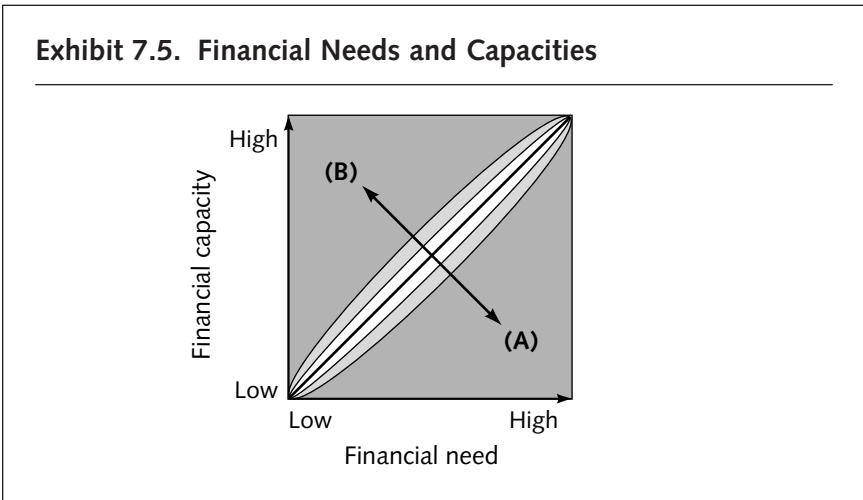 Exhibit 7.5. Financial Needs and Capacities
High
(B)
Financial capacity
(A)
Low
Low High
Financial need